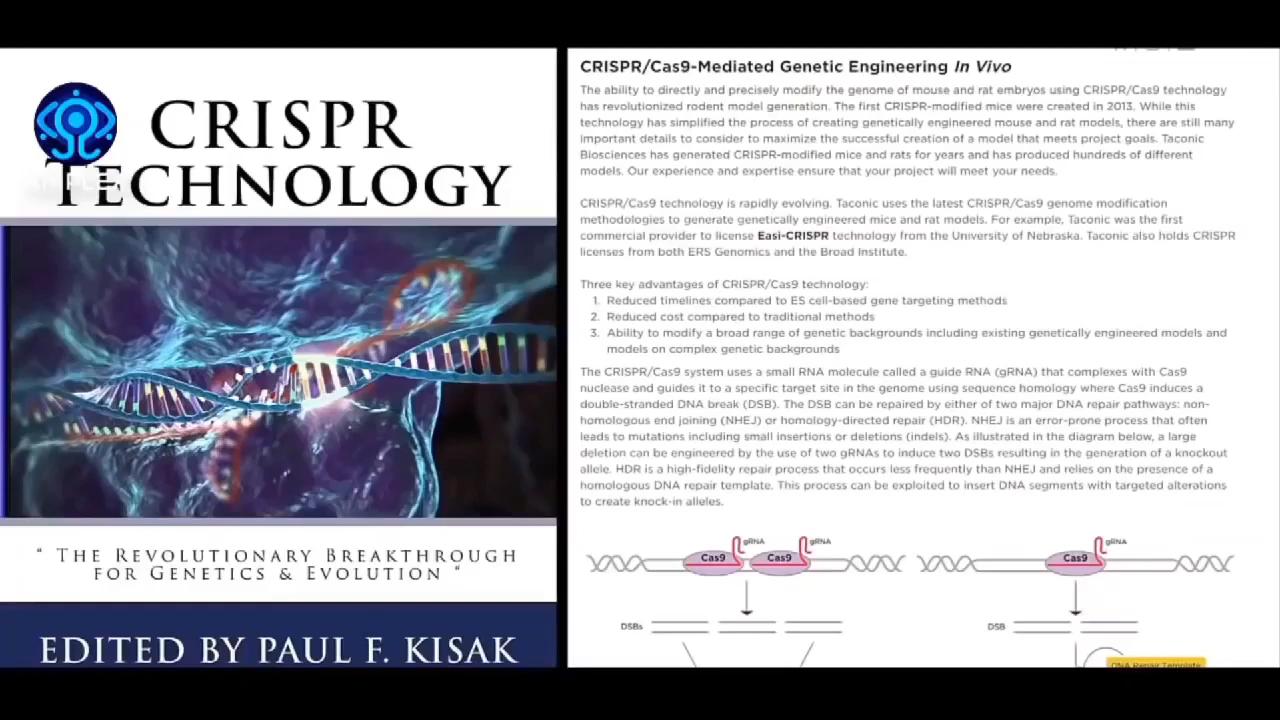 CRISPR
TECHNOLOGY
" THE REVOLUTIONARY BREAKTHROUGH
FOR GENETICS & EVOLUTION "
EDITED BY PAUL F. KISAK
CRISPR/Cas9-Mediated Genetic Engineering In Vivo
The ability to directly and precisely modify the genome of mouse and rat embryos using CRISPR/Cas9 technology
has revolutionized rodent model generation. The first CRISPR-modified mice were created in 2013. While this
technology has simplified the process of creating genetically engineered mouse and rat models, there are still many
important details to consider to maximize the successful creation of a model that meets project goals. Taconic
Biosciences has generated CRISPR-modified mice and rats for years and has produced hundreds of different
models. Our experience and expertise ensure that your project will meet your needs.
CRISPR/Cas9 technology is rapidly evolving. Taconic uses the latest CRISPR/Cas9 genome modification
methodologies to generate genetically engineered mice and rat models. For example, Taconic was the first
commercial provider to license Easi-CRISPR technology from the University of Nebraska. Taconic also holds CRISPR
licenses from both ERS Genomics and the Broad Institute.
Three key advantages of CRISPR/Cas9 technology:
1. Reduced timelines compared to ES cell-based gene targeting methods
2. Reduced cost compared to traditional methods
3. Ability to modify a broad range of genetic backgrounds including existing genetically engineered models and
models on complex genetic backgrounds
The CRISPR/Cas9 system uses a small RNA molecule called a guide RNA (gRNA) that complexes with Cas9
nuclease and guides it to a specific target site in the genome using sequence homology where Cas9 induces a
double-stranded DNA break (DSB). The DSB can be repaired by either of two major DNA repair pathways: non-
homologous end joining (NHEJ) or homology-directed repair (HDR). NHEJ is an error-prone process that often
leads to mutations including small insertions or deletions (indels). As illustrated in the diagram below, a large
deletion can be engineered by the use of two gRNAs to induce two DSBs resulting in the generation of a knockout
allele. HDR is a high-fidelity repair process that occurs less frequently than NHEJ and relies on the presence of a
homologous DNA repair template. This process can be exploited to insert DNA segments with targeted alterations
to create knock-in alleles.
gRNA gRNA gRNA
Cas9 Cas9 Cas9
DSBs DSB
DNA Repair Template